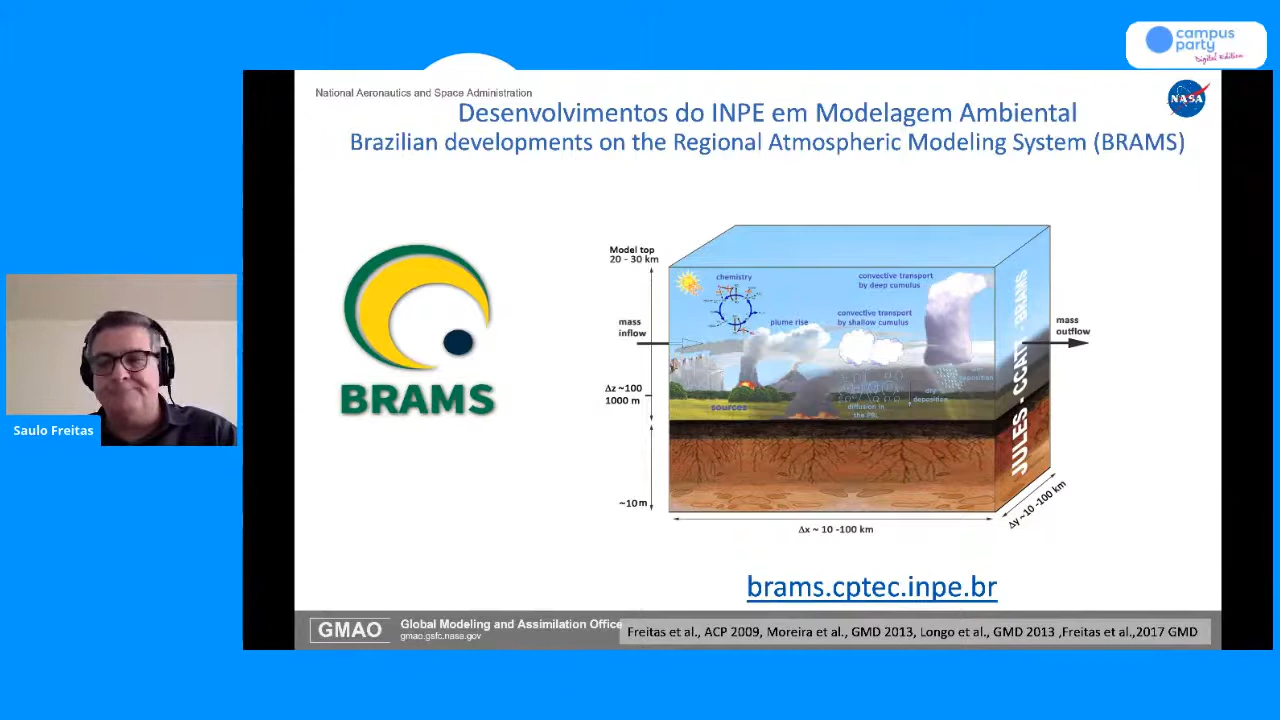 campus
party
Digital Edition
National Aeronautics and Space Administration
NASA
Desenvolvimentos do INPE em Modelagem Ambiental
Brazilian developments on the Regional Atmospheric Modeling System (BRAMS)
BRAMS
Model top
20 - 30 km
chemistry
convective transport
by deep cumulus
plume rise
convective transport
by shallow cumulus
mass
inflow
mass
outflow
Δz ~100
1000 m
sources
diffusion in
the PBL
dry
deposition
deposition
JULES - CCATT - BRAMS
~10 m
Δx ~ 10 -100 km
Δy ~10 -100 km
Saulo Freitas
brams.cptec.inpe.br
GMAO
Global Modeling and Assimilation Office
gmao.gsfc.nasa.gov
Freitas et al., ACP 2009, Moreira et al., GMD 2013, Longo et al., GMD 2013 ,Freitas et al.,2017 GMD